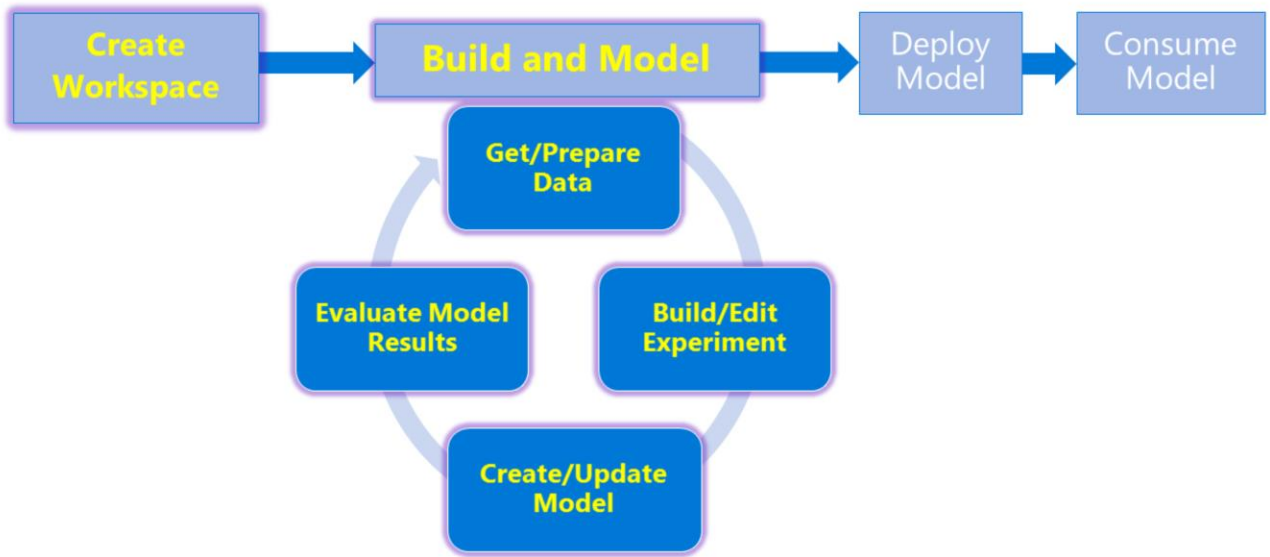 Create
Workspace
Build and Model
Deploy
Model
Consume
Model
Get/Prepare
Data
Evaluate Model
Results
Build/Edit
Experiment
Create/Update
Model